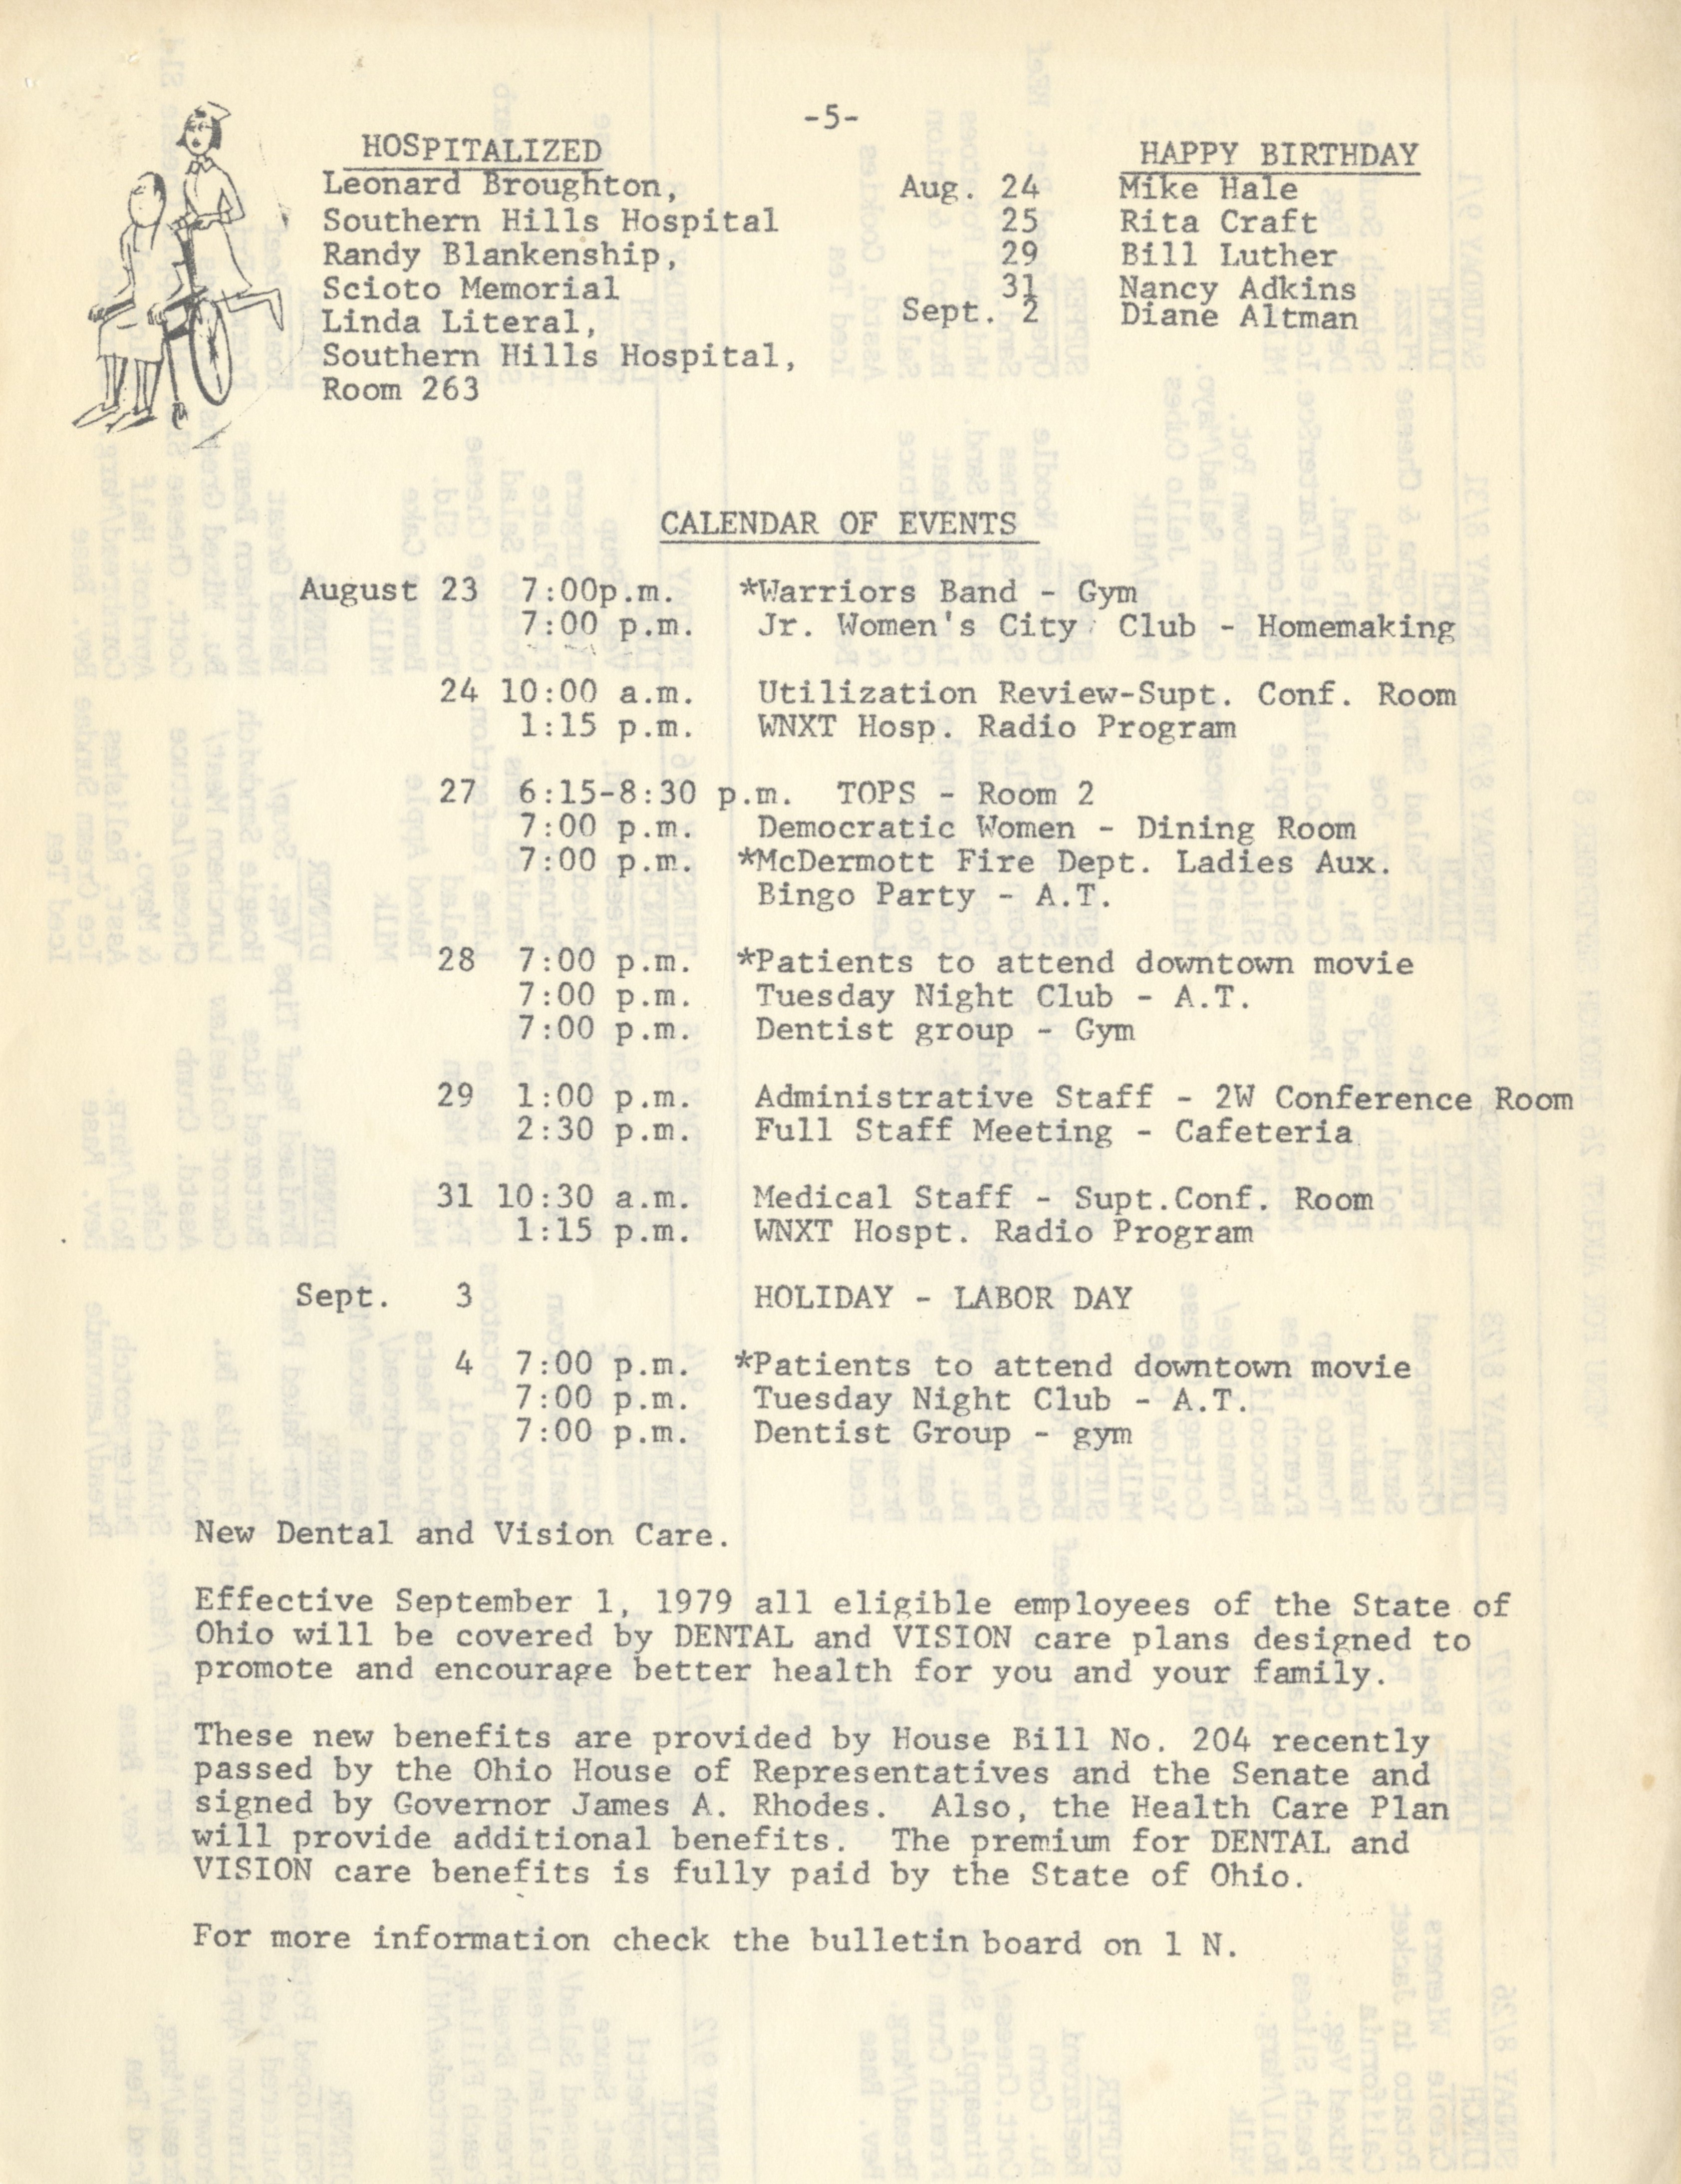 -5-
HOSPITALIZED
Leonard Broughton,
Southern Hills Hospital
Randy Blankenship,
Scioto Memorial
Linda Literal,
Southern Hills Hospital,
Room 263
HAPPY BIRTHDAY
Aug. 24 Mike Hale
25 Rita Craft
29 Bill Luther
31 Nancy Adkins
Sept. 2 Diane Altman
CALENDAR OF EVENTS
August 23 7:00p.m. *Warriors Band - Gym
7:00 p.m. Jr. Women's City Club - Homemaking
24 10:00 a.m. Utilization Review-Supt. Conf. Room
1:15 p.m. WNXT Hosp. Radio Program
27 6:15-8:30 p.m. TOPS - Room 2
7:00 p.m. Democratic Women - Dining Room
7:00 p.m. *McDermott Fire Dept. Ladies Aux.
Bingo Party - A.T.
28 7:00 p.m. *Patients to attend downtown movie
7:00 p.m. Tuesday Night Club - A.T.
7:00 p.m. Dentist group - Gym
29 1:00 p.m. Administrative Staff - 2W Conference Room
2:30 p.m. Full Staff Meeting - Cafeteria
31 10:30 a.m. Medical Staff - Supt.Conf. Room
1:15 p.m. WNXT Hospt. Radio Program
Sept. 3 HOLIDAY - LABOR DAY
4 7:00 p.m. *Patients to attend downtown movie
7:00 p.m. Tuesday Night Club - A.T.
7:00 p.m. Dentist Group - gym
New Dental and Vision Care.
Effective September 1, 1979 all eligible employees of the State of
Ohio will be covered by DENTAL and VISION care plans designed to
promote and encourage better health for you and your family.
These new benefits are provided by House Bill No. 204 recently
passed by the Ohio House of Representatives and the Senate and
signed by Governor James A. Rhodes. Also, the Health Care Plan
will provide additional benefits. The premium for DENTAL and
VISION care benefits is fully paid by the State of Ohio.
For more information check the bulletin board on 1 N.